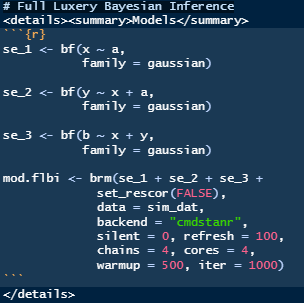 # Full Luxery Bayesian Inference
<details><summary>Models</summary>
```{r}
se_1 <- bf(x ~ a,
           family = gaussian)

se_2 <- bf(y ~ x + a,
           family = gaussian)

se_3 <- bf(b ~ x + y,
           family = gaussian)

mod.flbi <- brm(se_1 + se_2 + se_3 +
             set_rescor(FALSE),
             data = sim_dat,
             backend = "cmdstanr",
             silent = 0, refresh = 100,
             chains = 4, cores = 4,
             warmup = 500, iter = 1000)
```
</details>